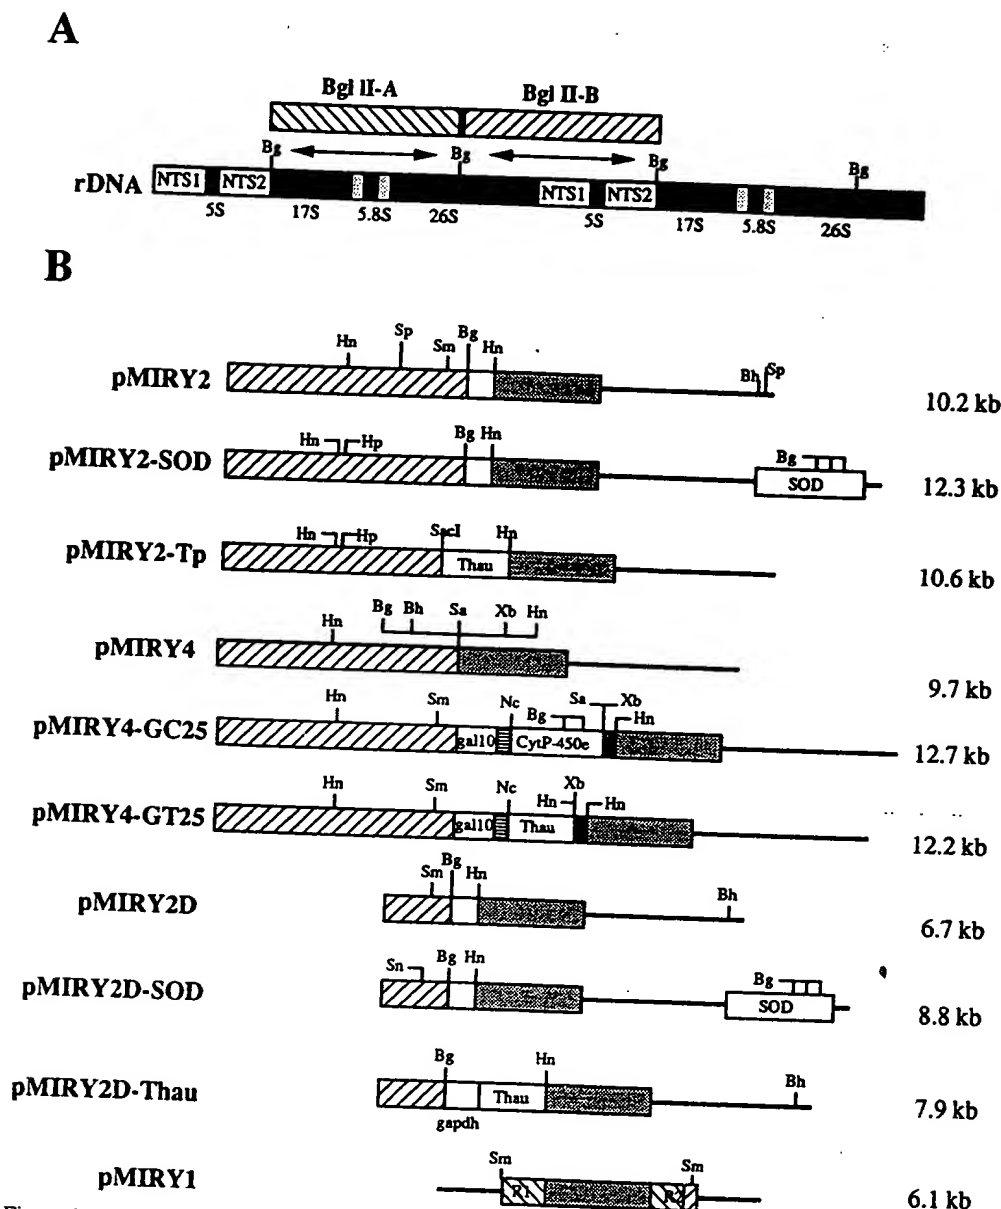 A
Bgl II-A Bgl II-B
Bg Bg Bg Bg
rDNA NTS1 NTS2 NTS1 NTS2
5S 17S 5.8S 26S 5S 17S 5.8S 26S
B
Hn Sp Sm Bg Hn Bh Sp
pMIRY2 10.2 kb
Hn Hp Bg Hn Bg
pMIRY2-SOD SOD 12.3 kb
Hn Hp SacI Hn
pMIRY2-Tp Thau 10.6 kb
Hn Bg Bh Sa Xb Hn
pMIRY4 9.7 kb
Hn Sm Nc Bg Sa Xb Hn
pMIRY4-GC25 gal10 CytP-450e 12.7 kb
Hn Sm Nc Hn Xb Hn
pMIRY4-GT25 gal10 Thau 12.2 kb
Sm Bg Hn Bh
pMIRY2D 6.7 kb
Sn Bg Hn Bg
pMIRY2D-SOD SOD 8.8 kb
Bg Hn Bh
pMIRY2D-Thau Thau 7.9 kb
gapdh
Sm Sm
pMIRY1 R1 R2 6.1 kb